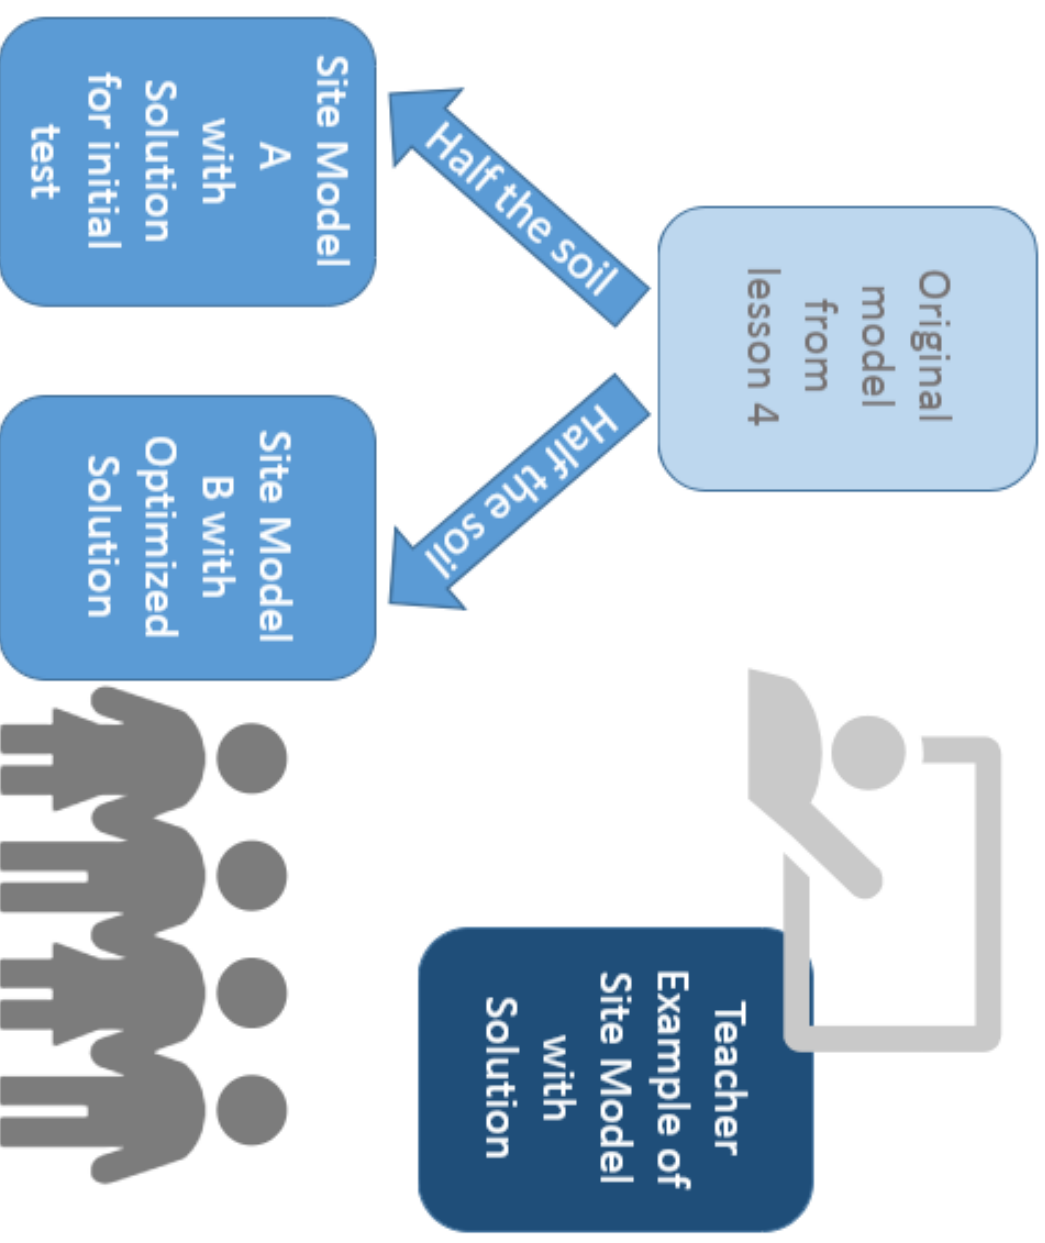 Original
model
from
lesson 4
Half the soil
Half the soil
Site Model
A
with
Solution
for initial
test
Site Model
B with
Optimized
Solution
Teacher
Example of
Site Model
with
Solution